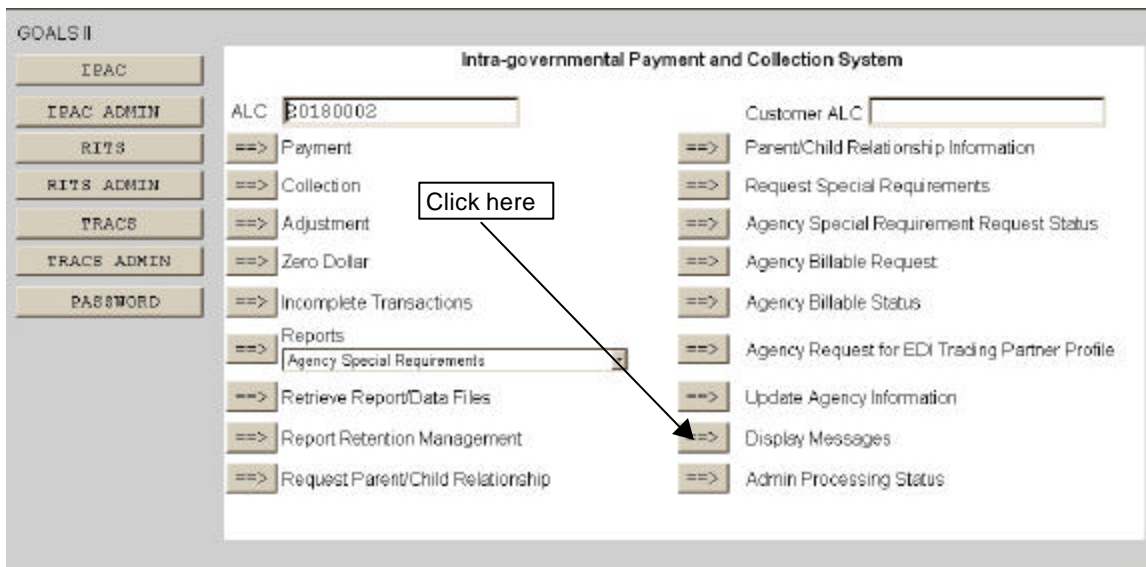 GOALS II
IPAC
IPAC ADMIN
RITS
RITS ADMIN
TRACS
TRACS ADMIN
PASSWORD
Intra-governmental Payment and Collection System
ALC 20180002
Customer ALC
==> Payment
==> Collection
==> Adjustment
==> Zero Dollar
==> Incomplete Transactions
==> Reports
Agency Special Requirements
==> Retrieve Report/Data Files
==> Report Retention Management
==> Request Parent/Child Relationship
Click here
==> Parent/Child Relationship Information
==> Request Special Requirements
==> Agency Special Requirement Request Status
==> Agency Billable Request
==> Agency Billable Status
==> Agency Request for EDI Trading Partner Profile
==> Update Agency Information
==> Display Messages
==> Admin Processing Status